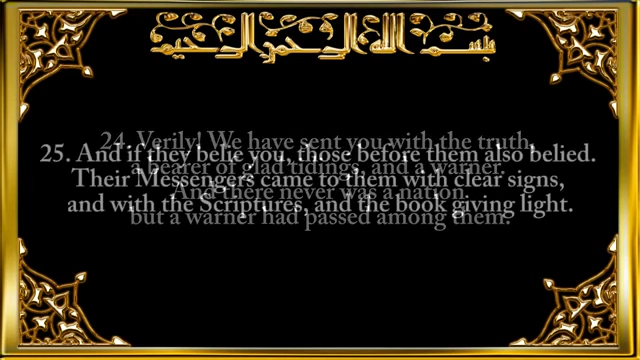 بسم الله الرحمن الرحيم
24. Verily! We have sent you with the truth,
a bearer of glad tidings, and a warner.
And there never was a nation
but a warner had passed among them.
25. And if they belie you, those before them also belied.
Their Messengers came to them with clear signs,
and with the Scriptures, and the book giving light.